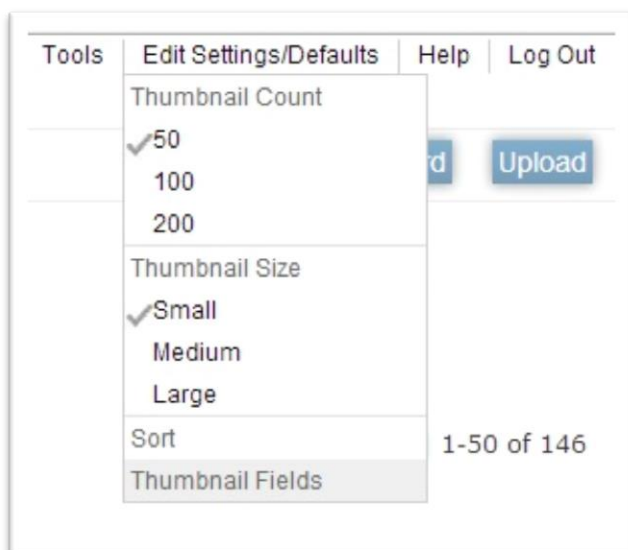 Tools Edit Settings/Defaults Help Log Out
Thumbnail Count
50
rd Upload
100
200
Thumbnail Size
Small
Medium
Large
Sort
1-50 of 146
Thumbnail Fields